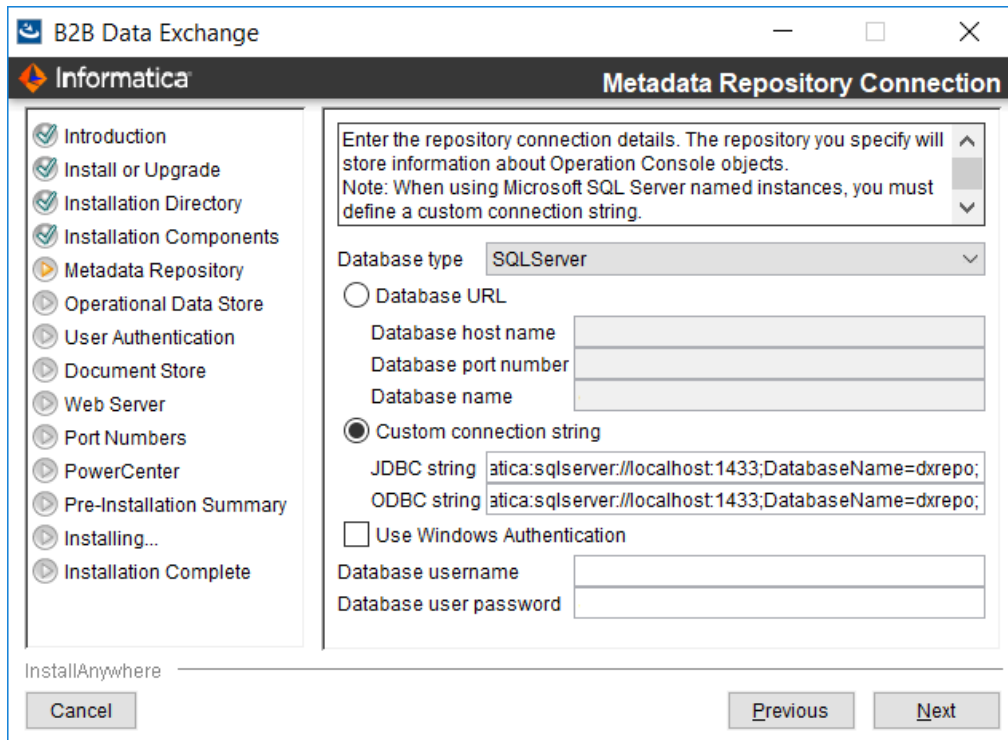 B2B Data Exchange
Informatica
Metadata Repository Connection
Introduction
Install or Upgrade
Installation Directory
Installation Components
Metadata Repository
Operational Data Store
User Authentication
Document Store
Web Server
Port Numbers
PowerCenter
Pre-Installation Summary
Installing...
Installation Complete
Enter the repository connection details. The repository you specify will
store information about Operation Console objects.
Note: When using Microsoft SQL Server named instances, you must
define a custom connection string.
Database type SQLServer
Database URL
Database host name
Database port number
Database name
Custom connection string
JDBC string atica:sqlserver://localhost:1433;DatabaseName=dxrepo;
ODBC string atica:sqlserver://localhost:1433;DatabaseName=dxrepo;
Use Windows Authentication
Database username
Database user password
InstallAnywhere
Cancel Previous Next